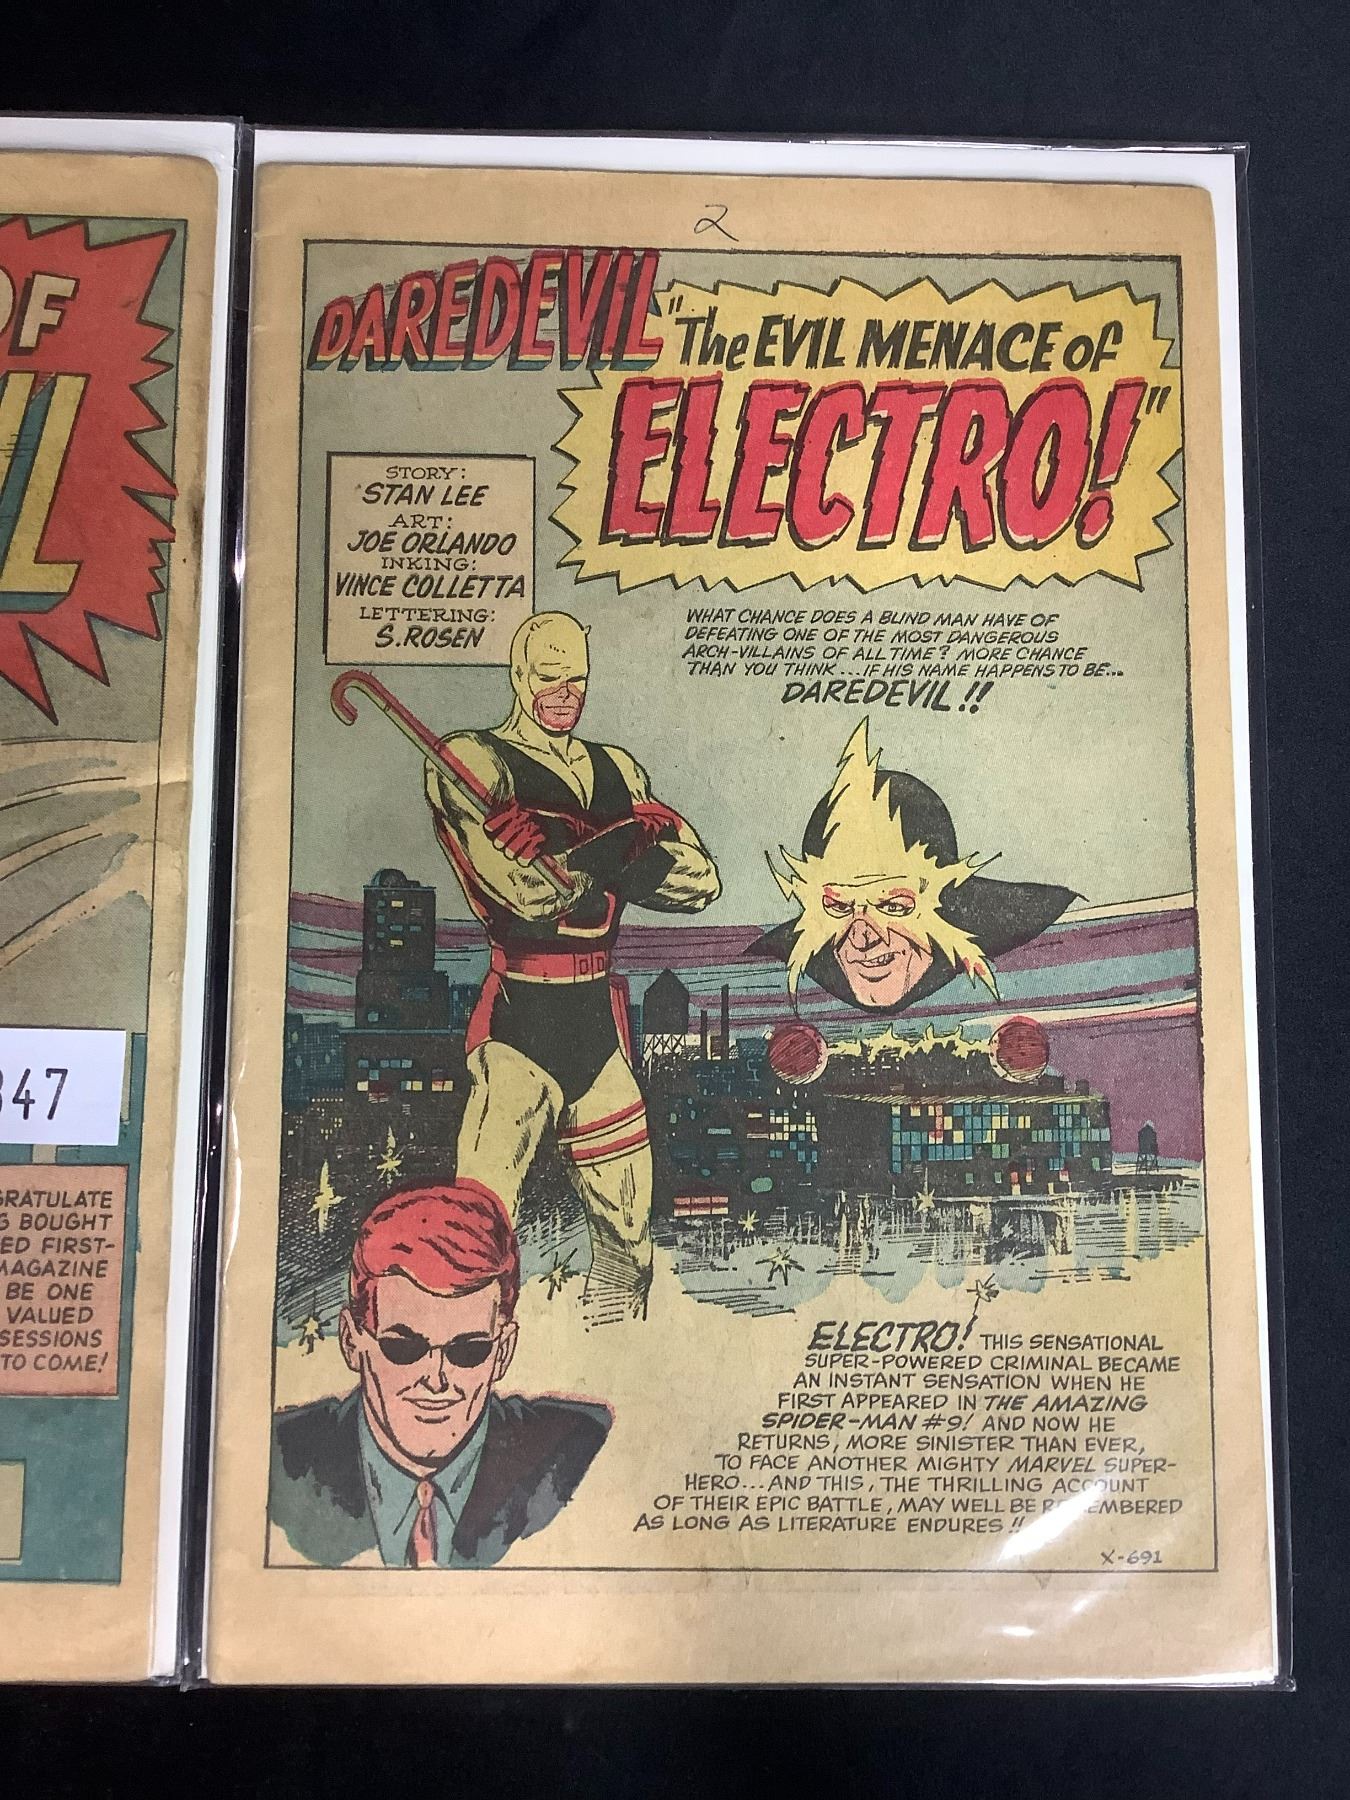 OF
IL
347
GRATULATE
G BOUGHT
ED FIRST-
MAGAZINE
BE ONE
VALUED
SSESSIONS
TO COME!
2
DAREDEVIL
"The EVIL MENACE of
ELECTRO!"
STORY:
STAN LEE
ART:
JOE ORLANDO
INKING:
VINCE COLLETTA
LETTERING:
S. ROSEN
WHAT CHANCE DOES A BLIND MAN HAVE OF
DEFEATING ONE OF THE MOST DANGEROUS
ARCH-VILLAINS OF ALL TIME? MORE CHANCE
THAN YOU THINK... IF HIS NAME HAPPENS TO BE...
DAREDEVIL!!
ELECTRO! THIS SENSATIONAL
SUPER-POWERED CRIMINAL BECAME
AN INSTANT SENSATION WHEN HE
FIRST APPEARED IN THE AMAZING
SPIDER-MAN #9! AND NOW HE
RETURNS, MORE SINISTER THAN EVER,
TO FACE ANOTHER MIGHTY MARVEL SUPER-
HERO... AND THIS, THE THRILLING ACCOUNT
OF THEIR EPIC BATTLE, MAY WELL BE REMEMBERED
AS LONG AS LITERATURE ENDURES!!
X-691